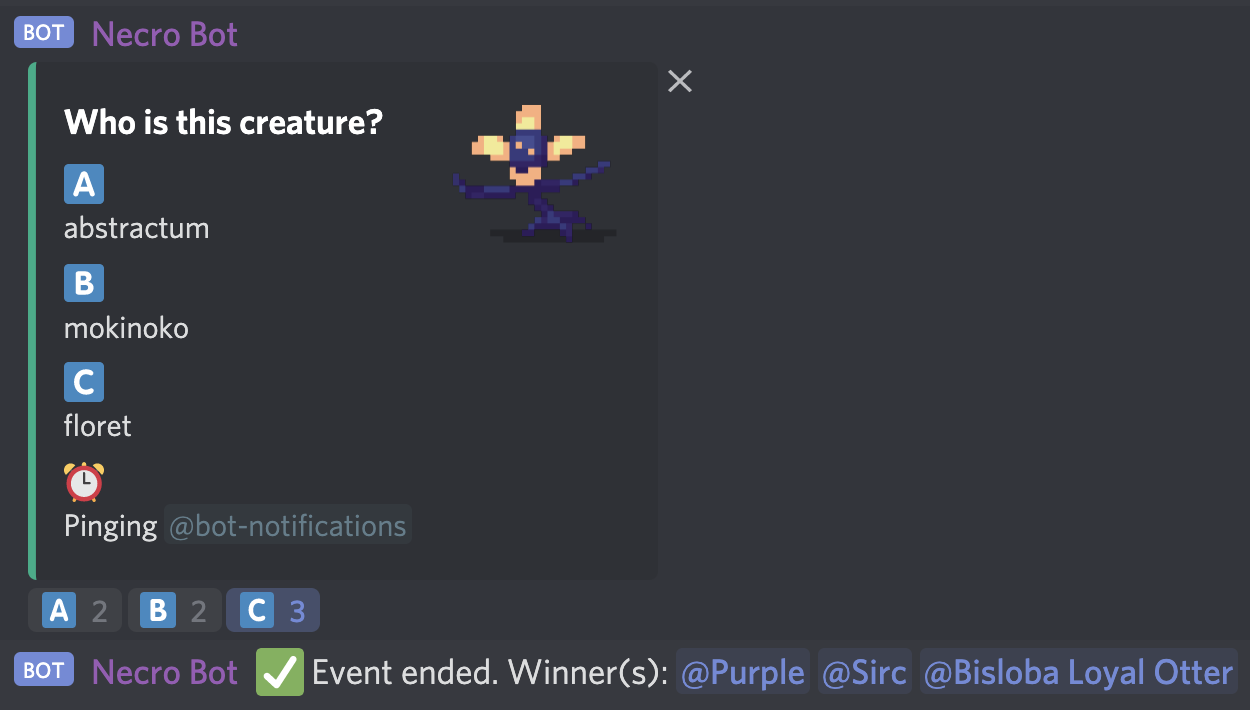 BOT Necro Bot
Who is this creature?
A
abstractum
B
mokinoko
C
floret
Pinging @bot-notifications
A 2 B 2 C 3
BOT Necro Bot Event ended. Winner(s): @Purple @Sirc @Bisloba Loyal Otter